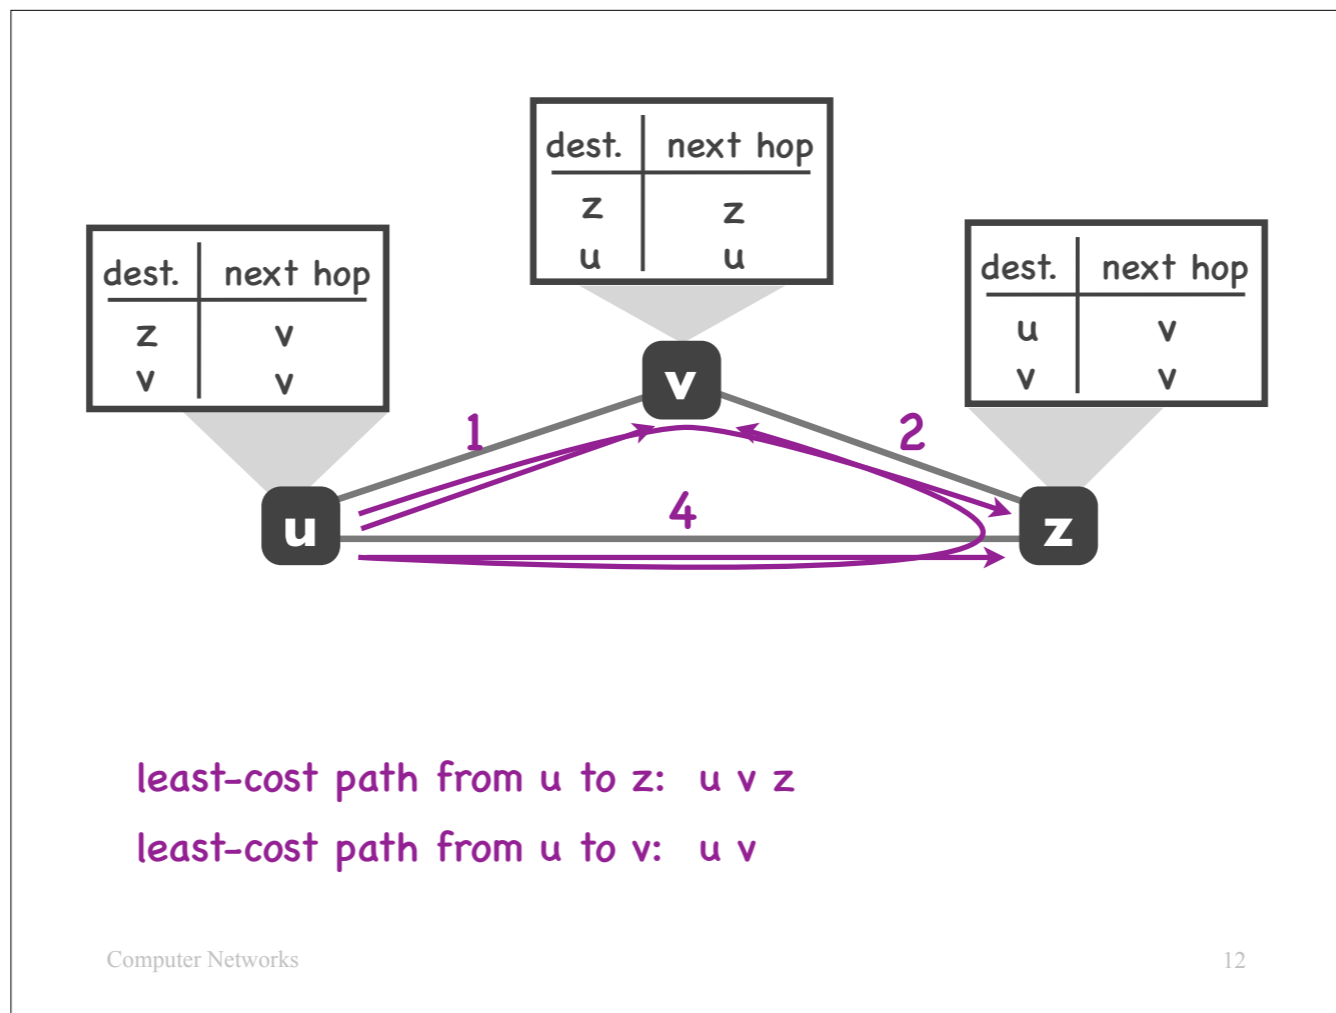 dest. next hop
z z
u u
dest. next hop
z v
v v
dest. next hop
u v
v v
v
1
2
4
u
z
least-cost path from u to z: u v z
least-cost path from u to v: u v
Computer Networks 12